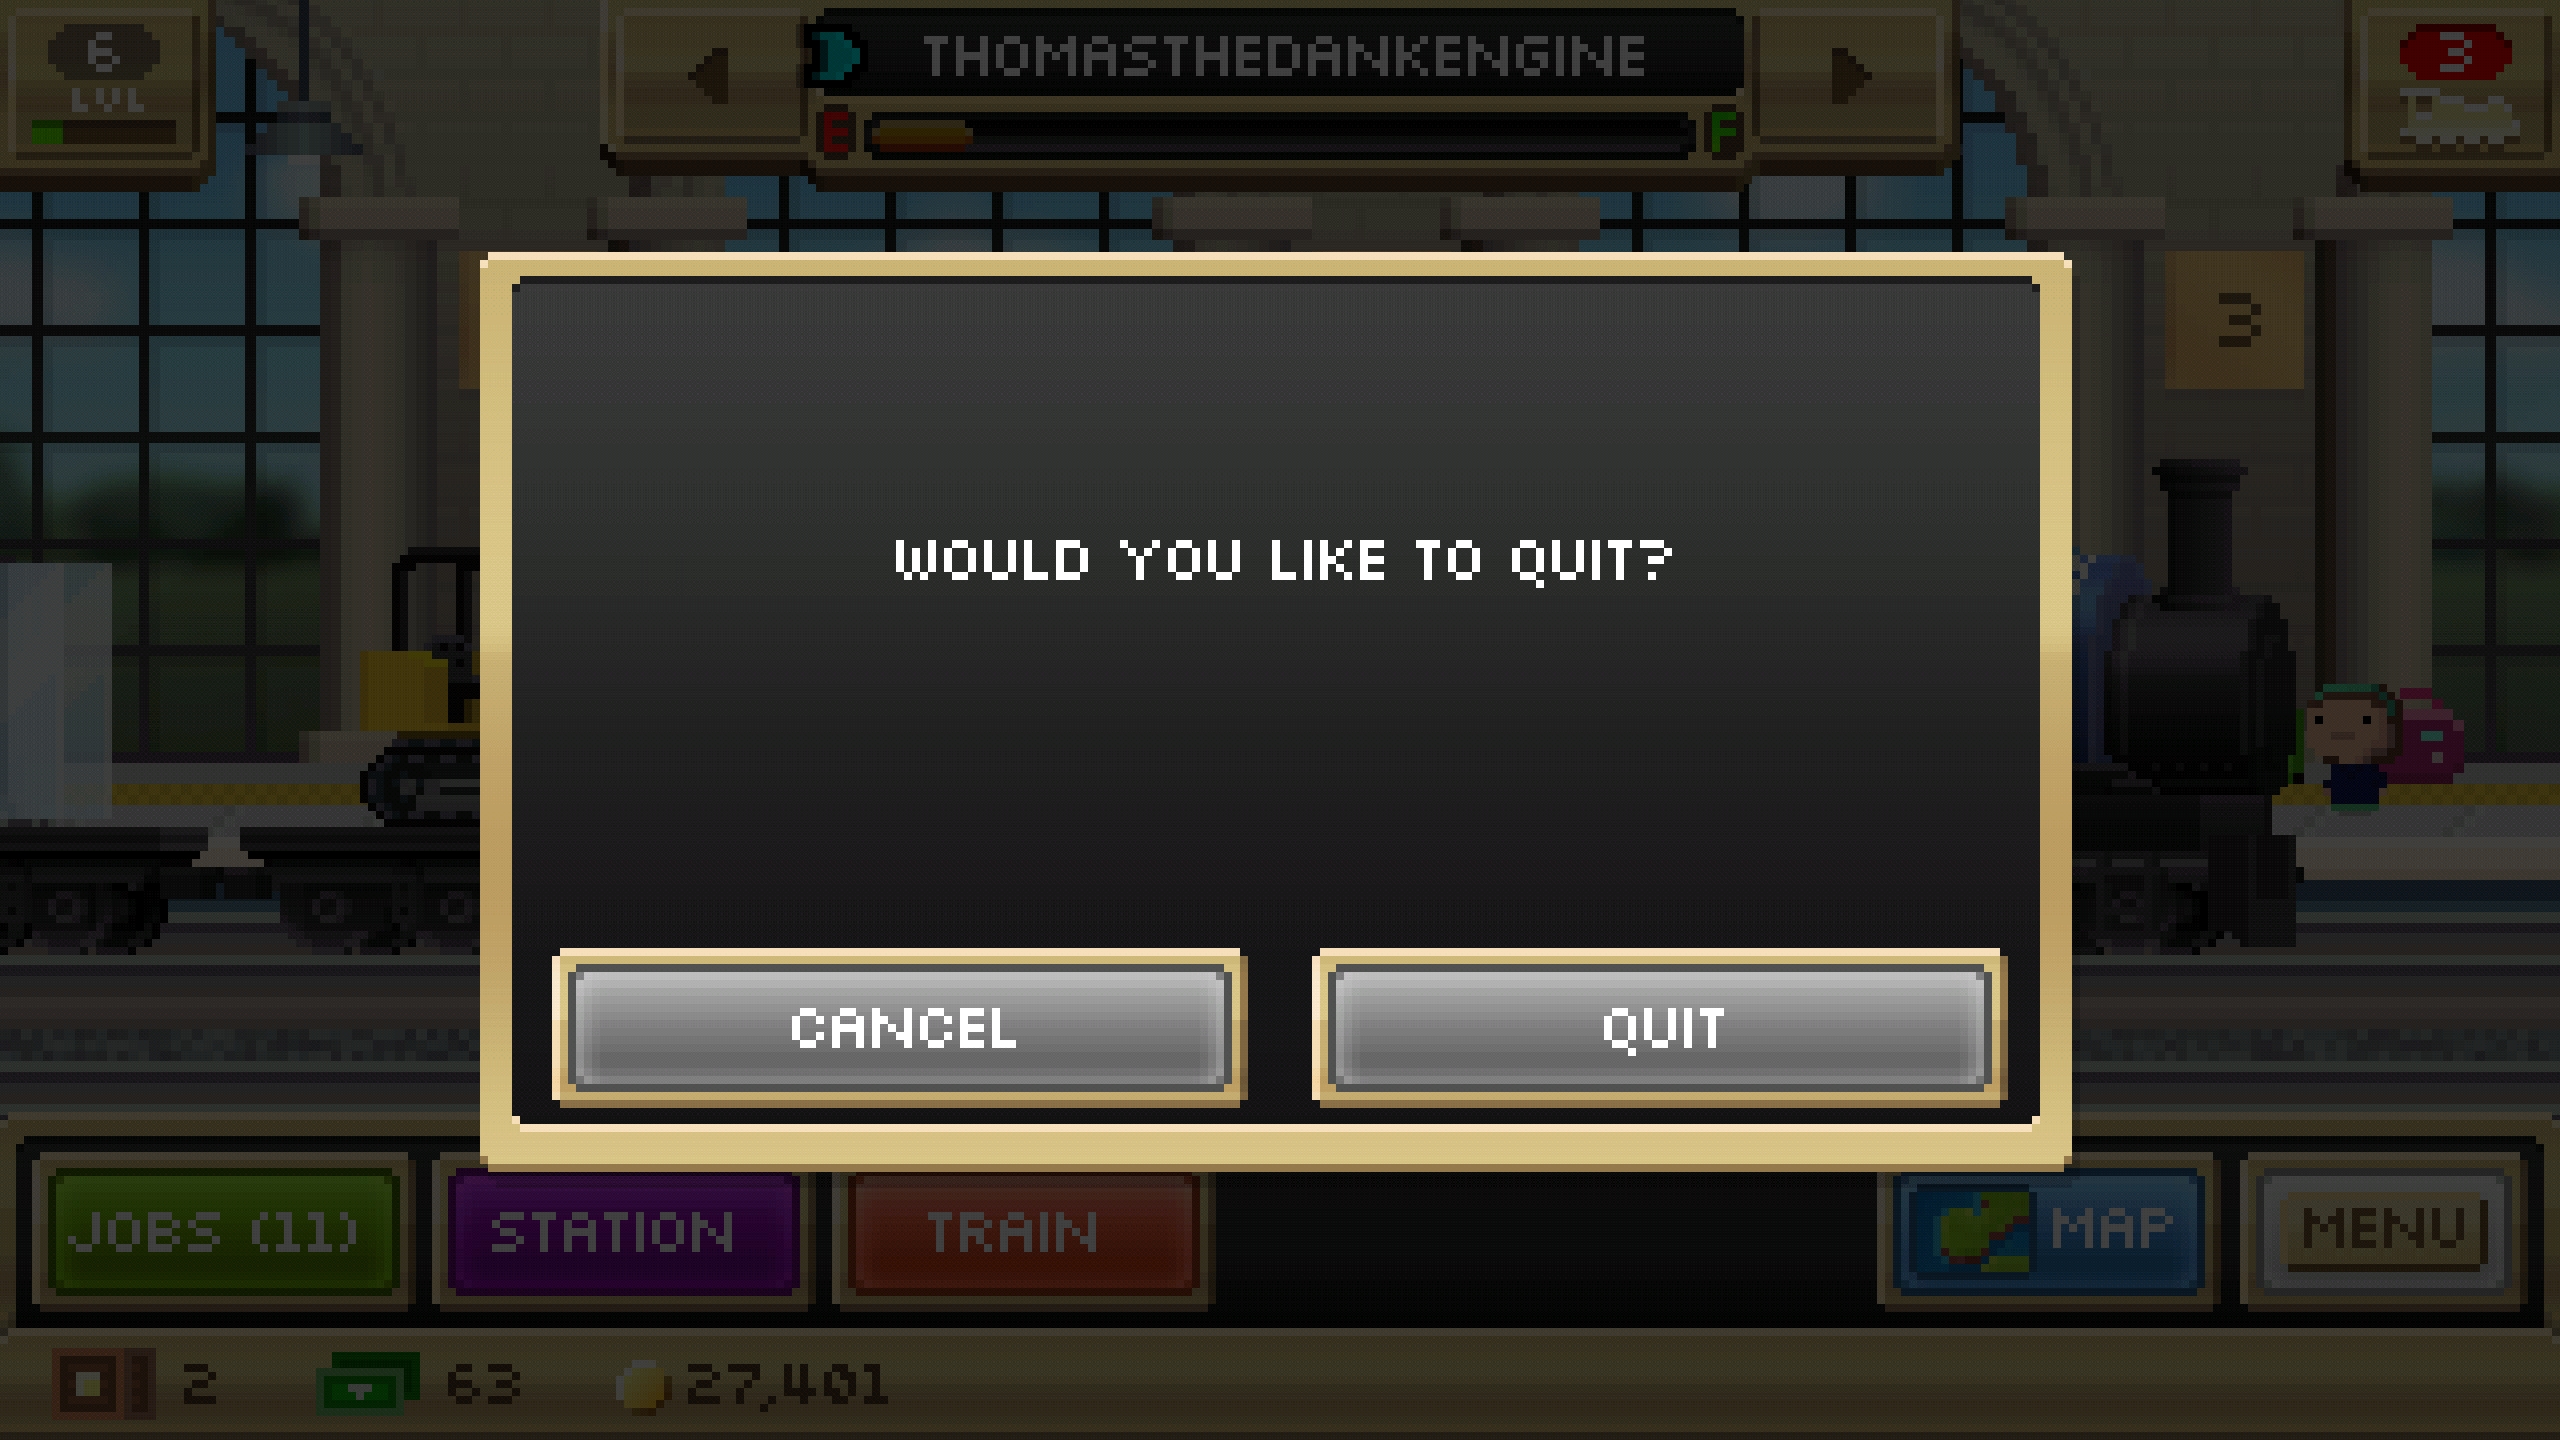 6
LVL
THOMASTHEDANKENGINE
E F
3
3
WOULD YOU LIKE TO QUIT?
CANCEL QUIT
JOBS (11) STATION TRAIN MAP MENU
2 63 27,401